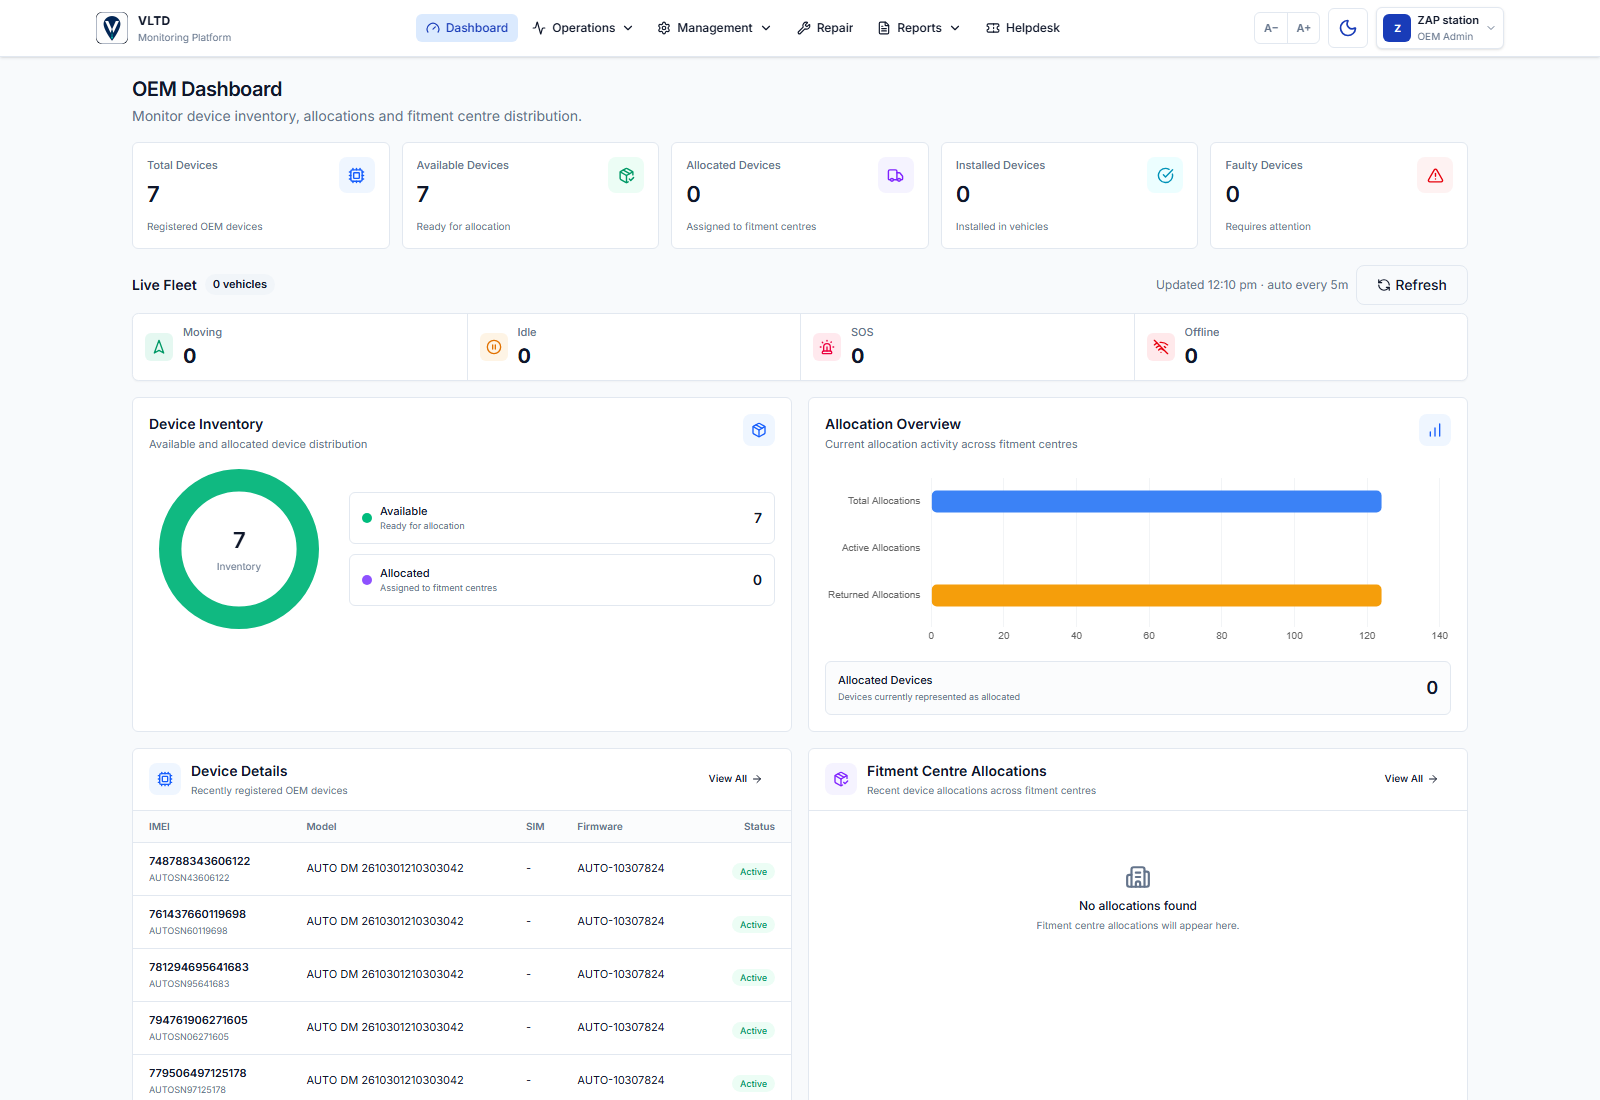 VLTD
Monitoring Platform
Dashboard
Operations
Management
Repair
Reports
Helpdesk
A−
A+
Z
ZAP station
OEM Admin
OEM Dashboard
Monitor device inventory, allocations and fitment centre distribution.
Total Devices
7
Registered OEM devices
Available Devices
7
Ready for allocation
Allocated Devices
0
Assigned to fitment centres
Installed Devices
0
Installed in vehicles
Faulty Devices
0
Requires attention
Live Fleet
0 vehicles
Updated 12:10 pm · auto every 5m
Refresh
Moving
0
Idle
0
SOS
0
Offline
0
Device Inventory
Available and allocated device distribution
7
Inventory
Available
Ready for allocation
7
Allocated
Assigned to fitment centres
0
Allocation Overview
Current allocation activity across fitment centres
Total Allocations
Active Allocations
Returned Allocations
0 20 40 60 80 100 120 140
Allocated Devices
Devices currently represented as allocated
0
Device Details
Recently registered OEM devices
View All
IMEI Model SIM Firmware Status
748788343606122
AUTOSN43606122
AUTO DM 2610301210303042 - AUTO-10307824 Active
761437660119698
AUTOSN60119698
AUTO DM 2610301210303042 - AUTO-10307824 Active
781294695641683
AUTOSN95641683
AUTO DM 2610301210303042 - AUTO-10307824 Active
794761906271605
AUTOSN06271605
AUTO DM 2610301210303042 - AUTO-10307824 Active
779506497125178
AUTOSN97125178
AUTO DM 2610301210303042 - AUTO-10307824 Active
Fitment Centre Allocations
Recent device allocations across fitment centres
View All
No allocations found
Fitment centre allocations will appear here.